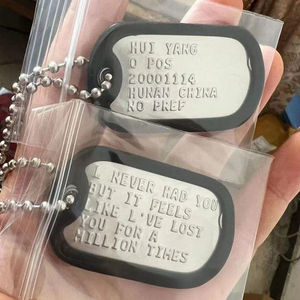 HUI YANG
O POS
20001114
HUNAN CHINA
NO PREF
L NEVER HAD YOU
BUT IT FEELS
LIKE L'VE LOST
YOU FOR A
MILLION TIMES